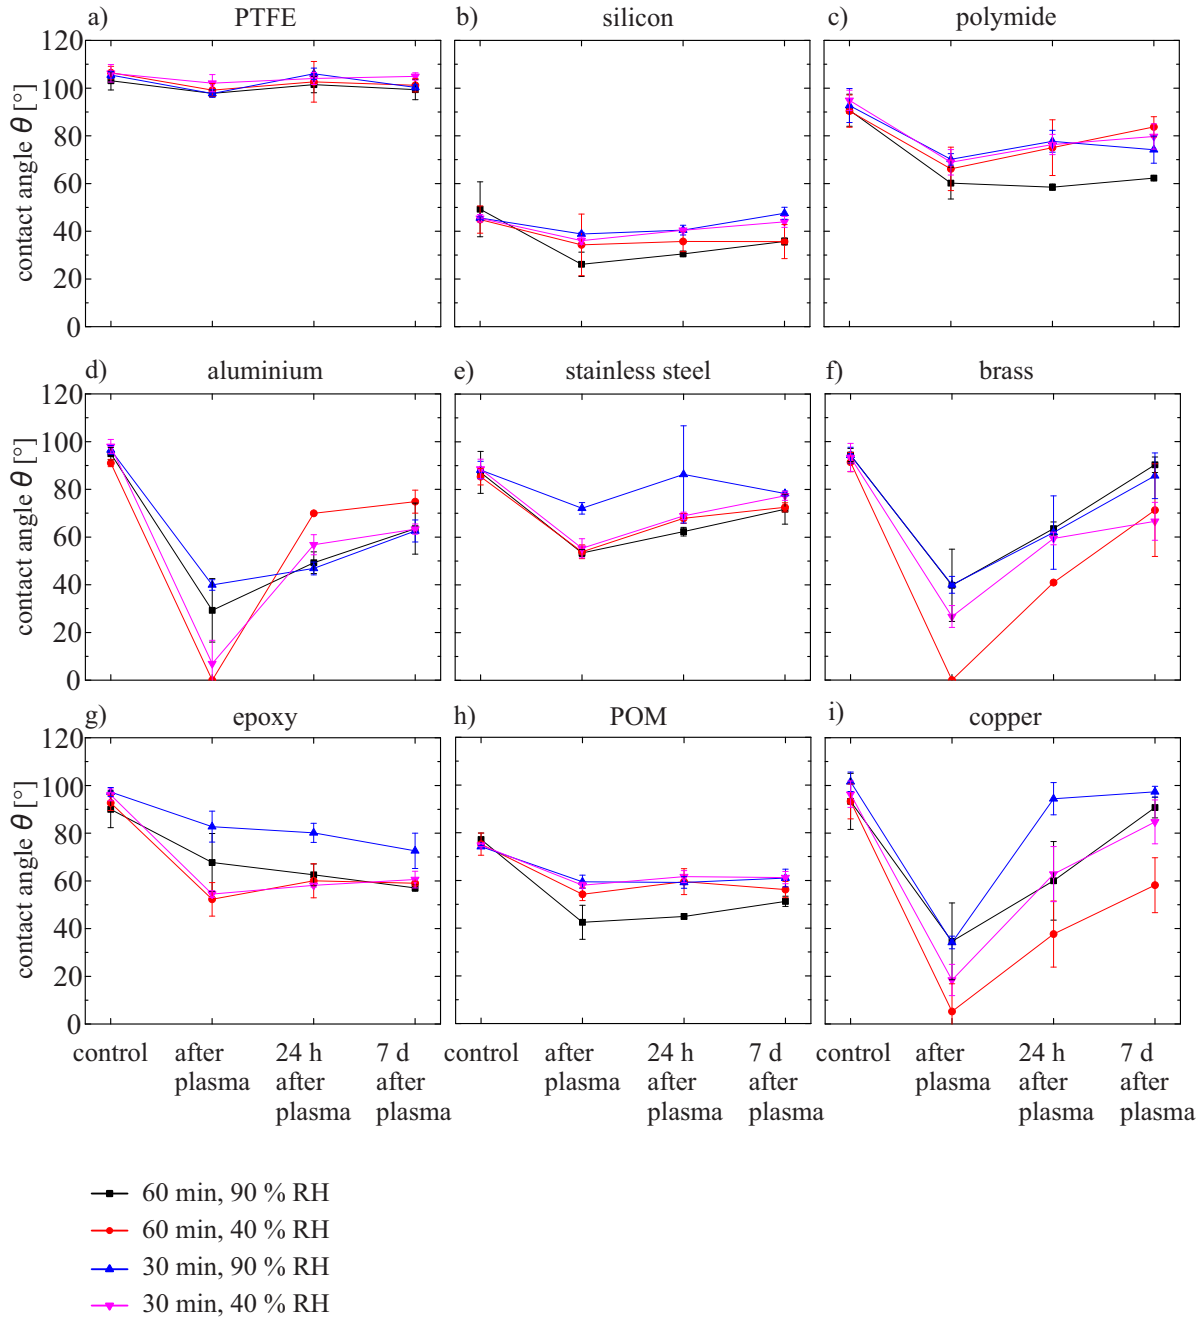 a) PTFE b) silicon c) polymide
120
100
80
60
40
20
0
contact angle θ [°]
d) aluminium e) stainless steel f) brass
120
100
80
60
40
20
0
contact angle θ [°]
g) epoxy h) POM i) copper
120
100
80
60
40
20
0
contact angle θ [°]
control after 24 h 7 d control after 24 h 7 d control after 24 h 7 d
plasma after after plasma after after plasma after after
plasma plasma plasma plasma plasma plasma
60 min, 90 % RH
60 min, 40 % RH
30 min, 90 % RH
30 min, 40 % RH